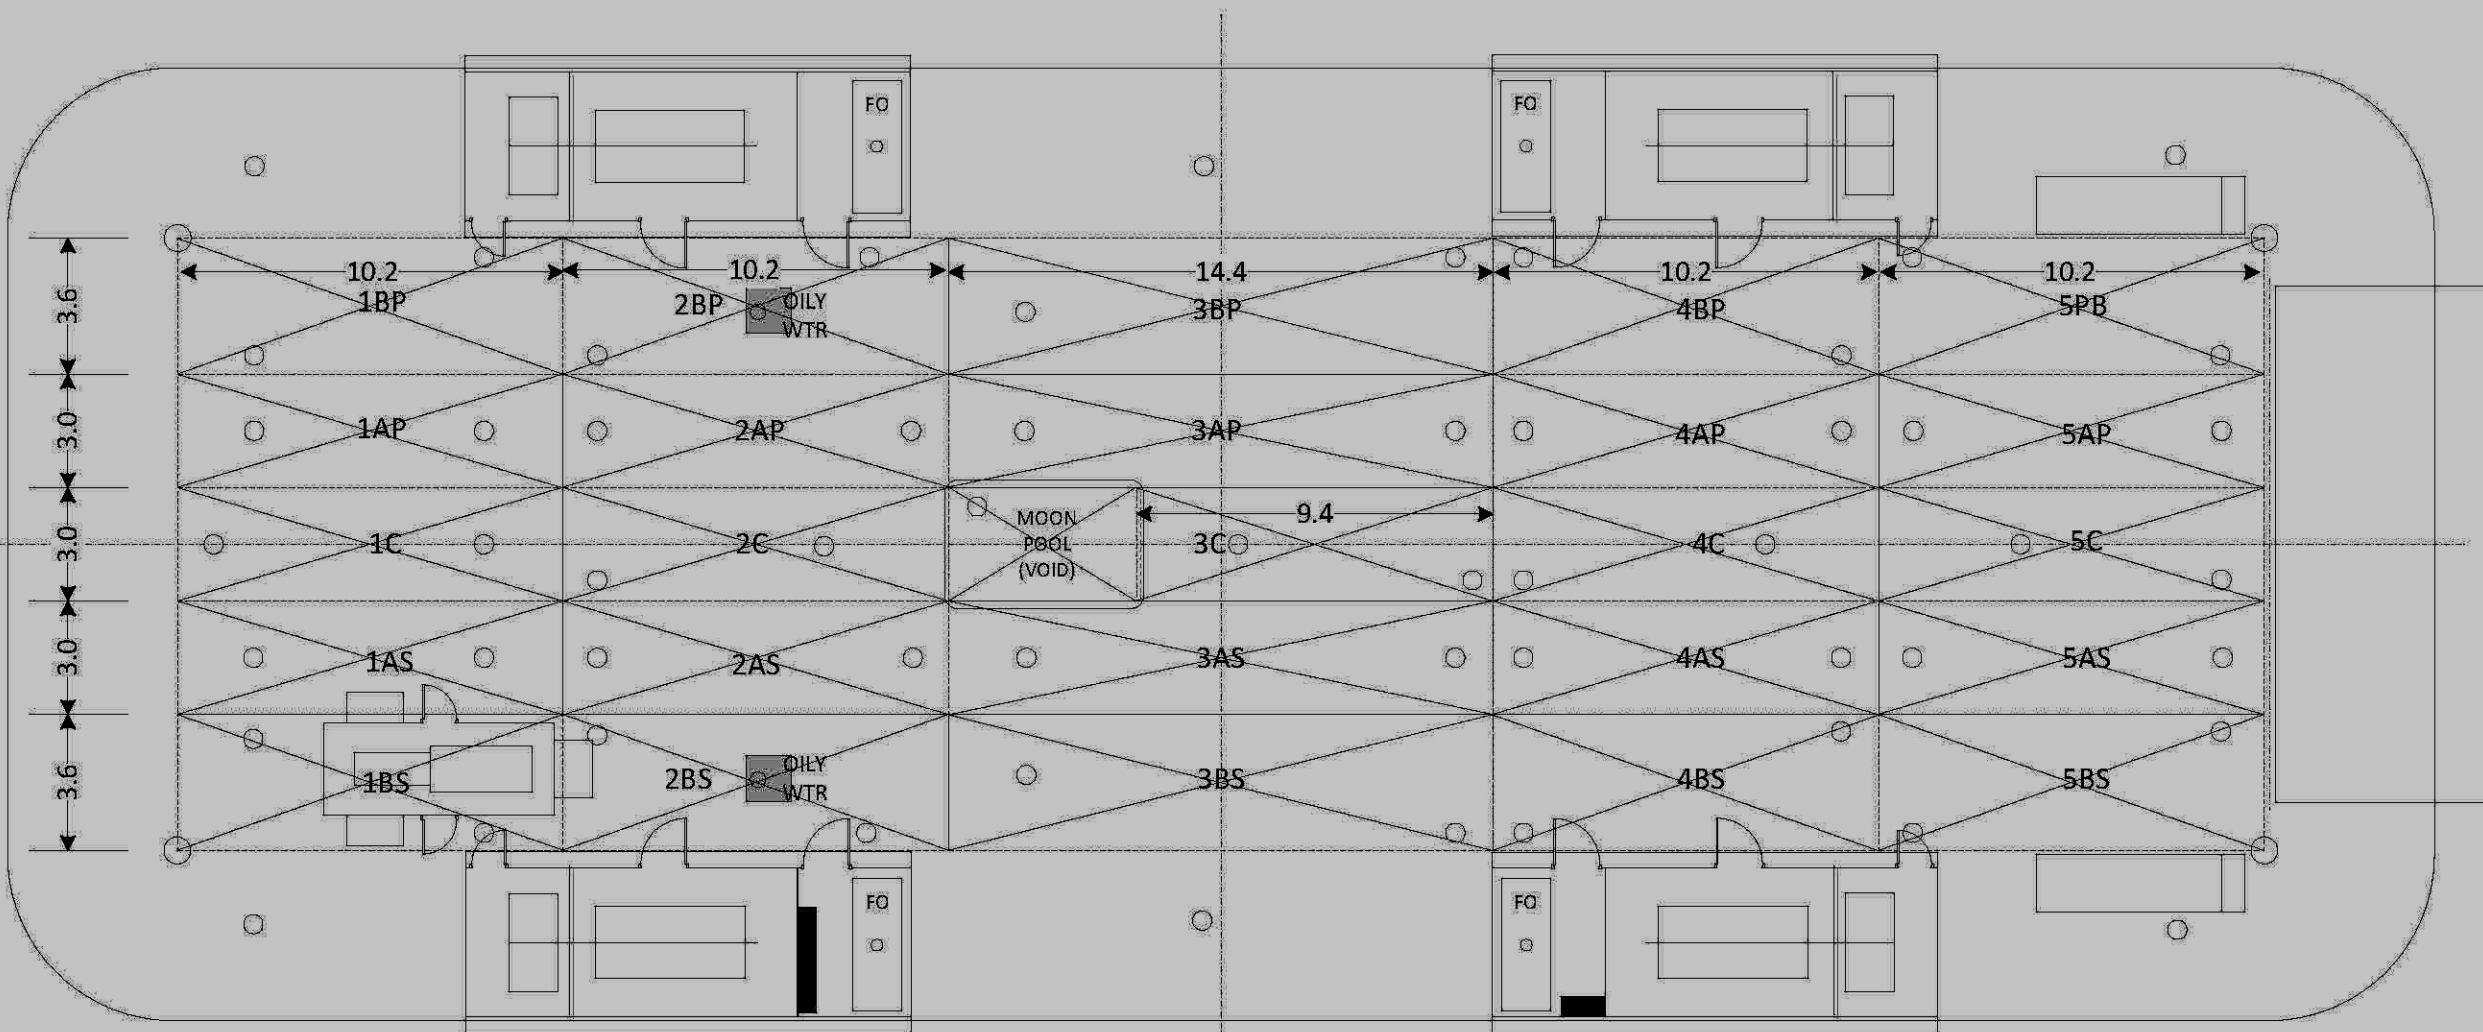 FO
FO
10.2
10.2
14.4
10.2
10.2
3.6
1BP
2BP
OILY
WTR
3BP
4BP
5PB
3.0
1AP
2AP
3AP
4AP
5AP
3.0
1C
2C
MOON
POOL
(VOID)
9.4
3C
4C
5C
3.0
1AS
2AS
3AS
4AS
5AS
3.6
1BS
2BS
OILY
WTR
3BS
4BS
5BS
FO
FO